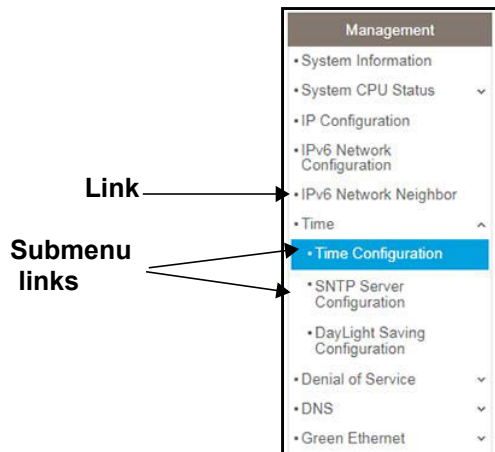 Management
• System Information
• System CPU Status
• IP Configuration
• IPv6 Network
Configuration
Link
• IPv6 Network Neighbor
• Time
Submenu
links
• Time Configuration
• SNTP Server
Configuration
• DayLight Saving
Configuration
• Denial of Service
• DNS
• Green Ethernet